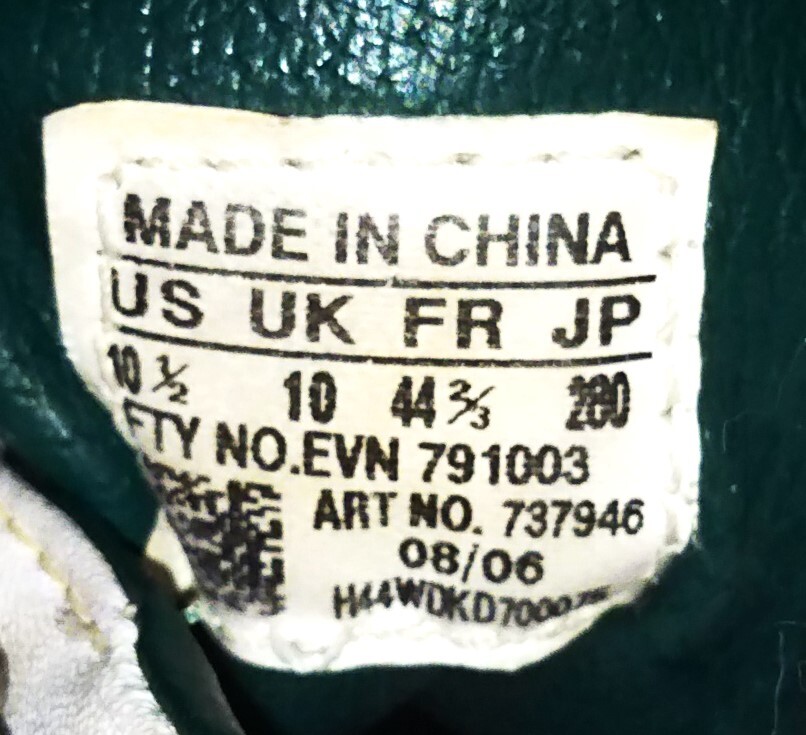 MADE IN CHINA
US UK FR JP
10 ½ 10 44 ⅔ 280
FTY NO.EVN 791003
ART NO. 737946
08/06